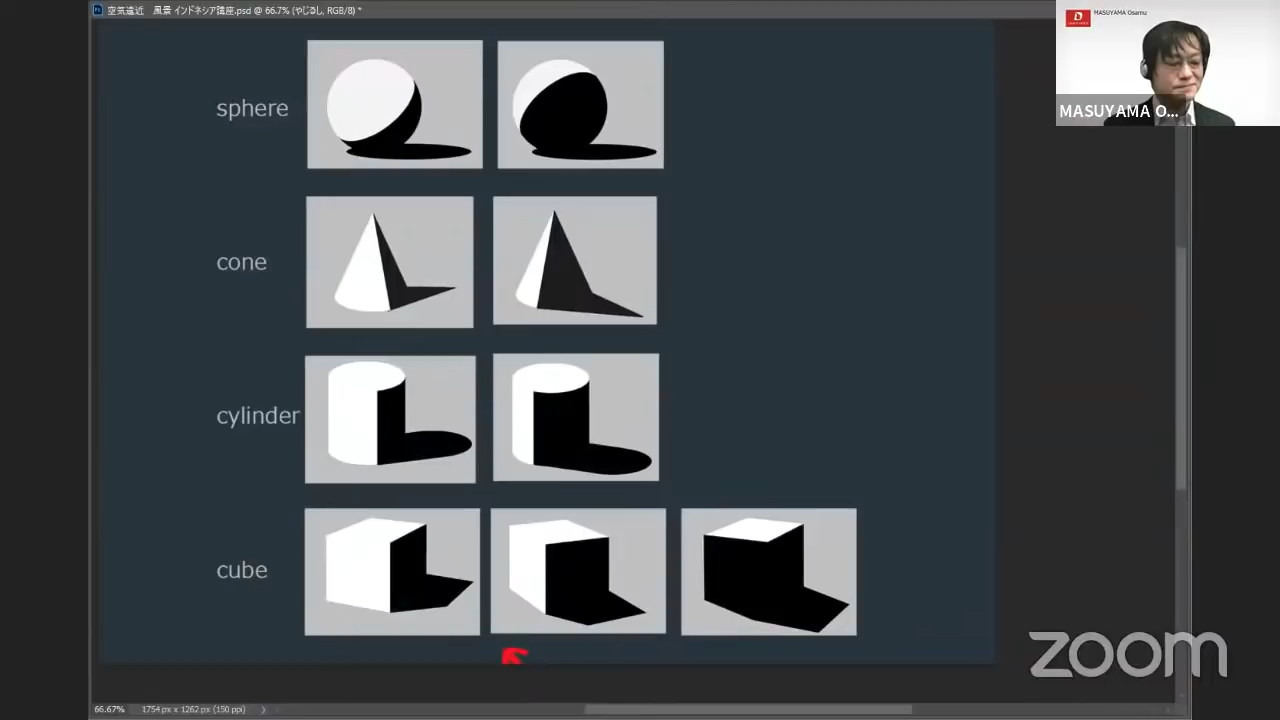 空気遠近 風景 インドネシア講座.psd @ 66.7% (やじるし, RGB/8) *
MASUYAMA Osamu
MASUYAMA O...
sphere
cone
cylinder
cube
zoom
66.67% 1754 px x 1262 px (150 ppi)